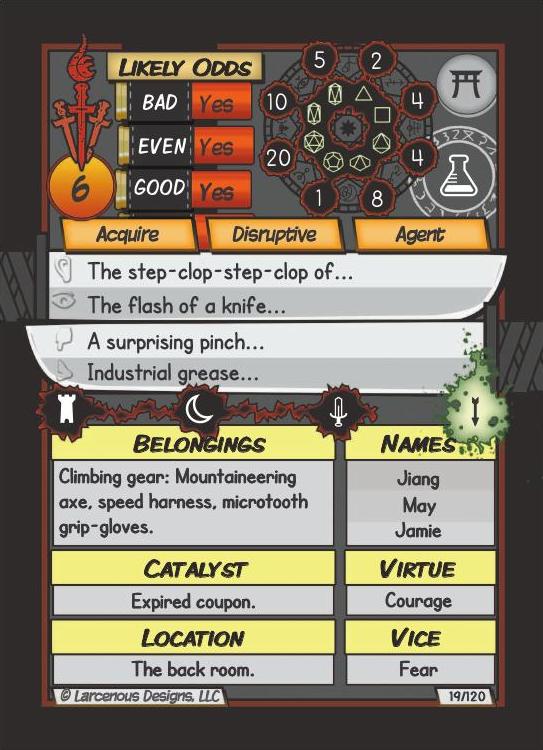 LIKELY ODDS
BAD Yes
EVEN Yes
GOOD Yes
6
5
2
10
4
20
4
1
8
Acquire
Disruptive
Agent
The step-clop-step-clop of...
The flash of a knife...
A surprising pinch...
Industrial grease...
BELONGINGS
Climbing gear: Mountaineering
axe, speed harness, microtooth
grip-gloves.
NAMES
Jiang
May
Jamie
CATALYST
Expired coupon.
VIRTUE
Courage
LOCATION
The back room.
VICE
Fear
© Larcenous Designs, LLC
19/120